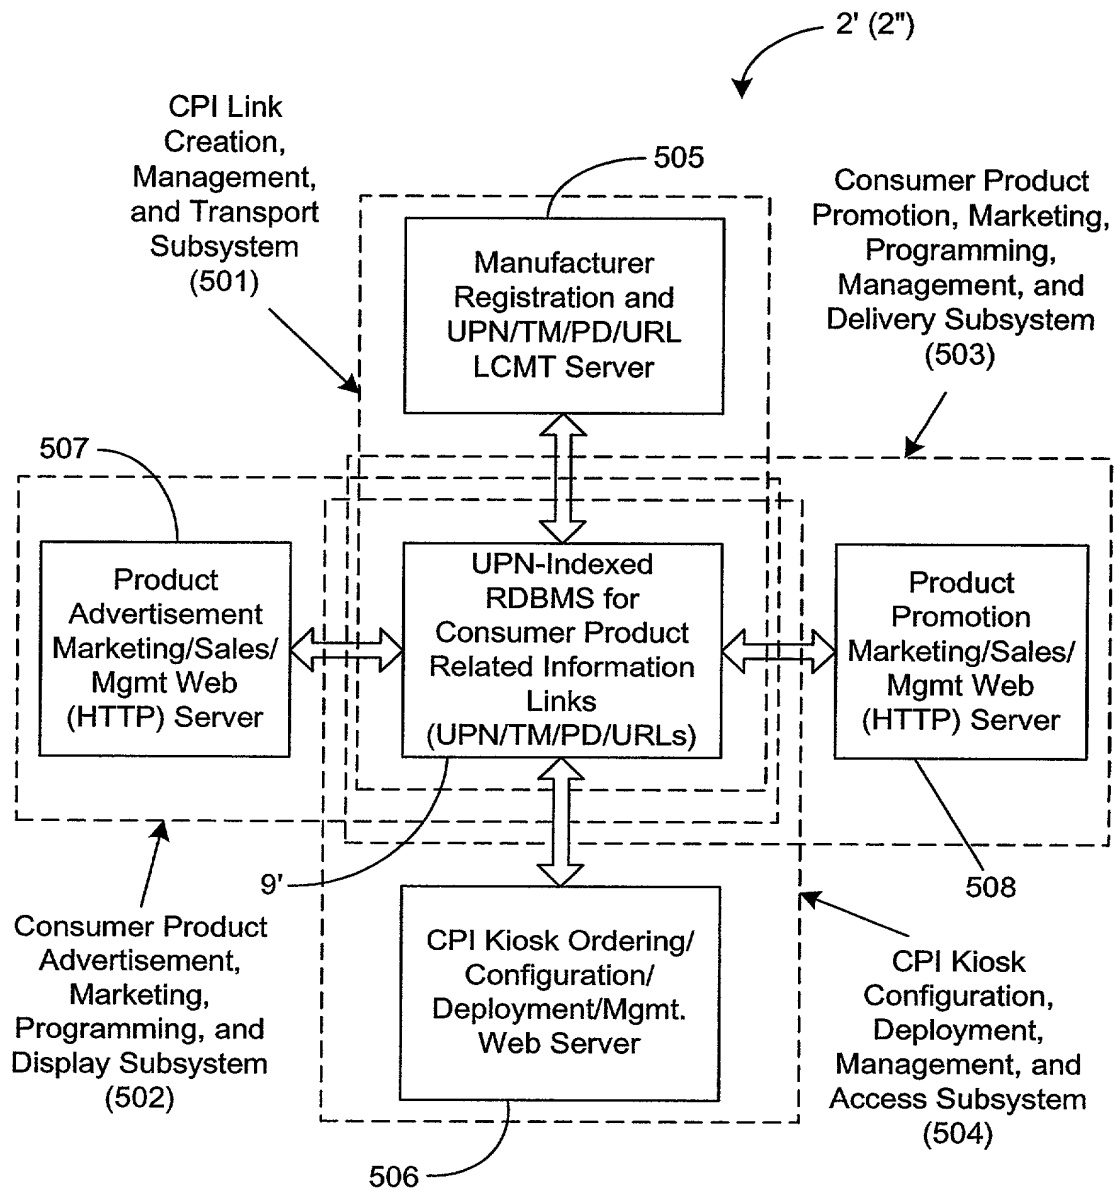 2' (2")
CPI Link
Creation,
Management,
and Transport
Subsystem
(501)
505
Consumer Product
Promotion, Marketing,
Programming,
Management, and
Delivery Subsystem
(503)
Manufacturer
Registration and
UPN/TM/PD/URL
LCMT Server
507
Product
Advertisement
Marketing/Sales/
Mgmt Web
(HTTP) Server
UPN-Indexed
RDBMS for
Consumer Product
Related Information
Links
(UPN/TM/PD/URLs)
Product
Promotion
Marketing/Sales/
Mgmt Web
(HTTP) Server
9'
508
Consumer Product
Advertisement,
Marketing,
Programming, and
Display Subsystem
(502)
CPI Kiosk Ordering/
Configuration/
Deployment/Mgmt.
Web Server
CPI Kiosk
Configuration,
Deployment,
Management, and
Access Subsystem
(504)
506